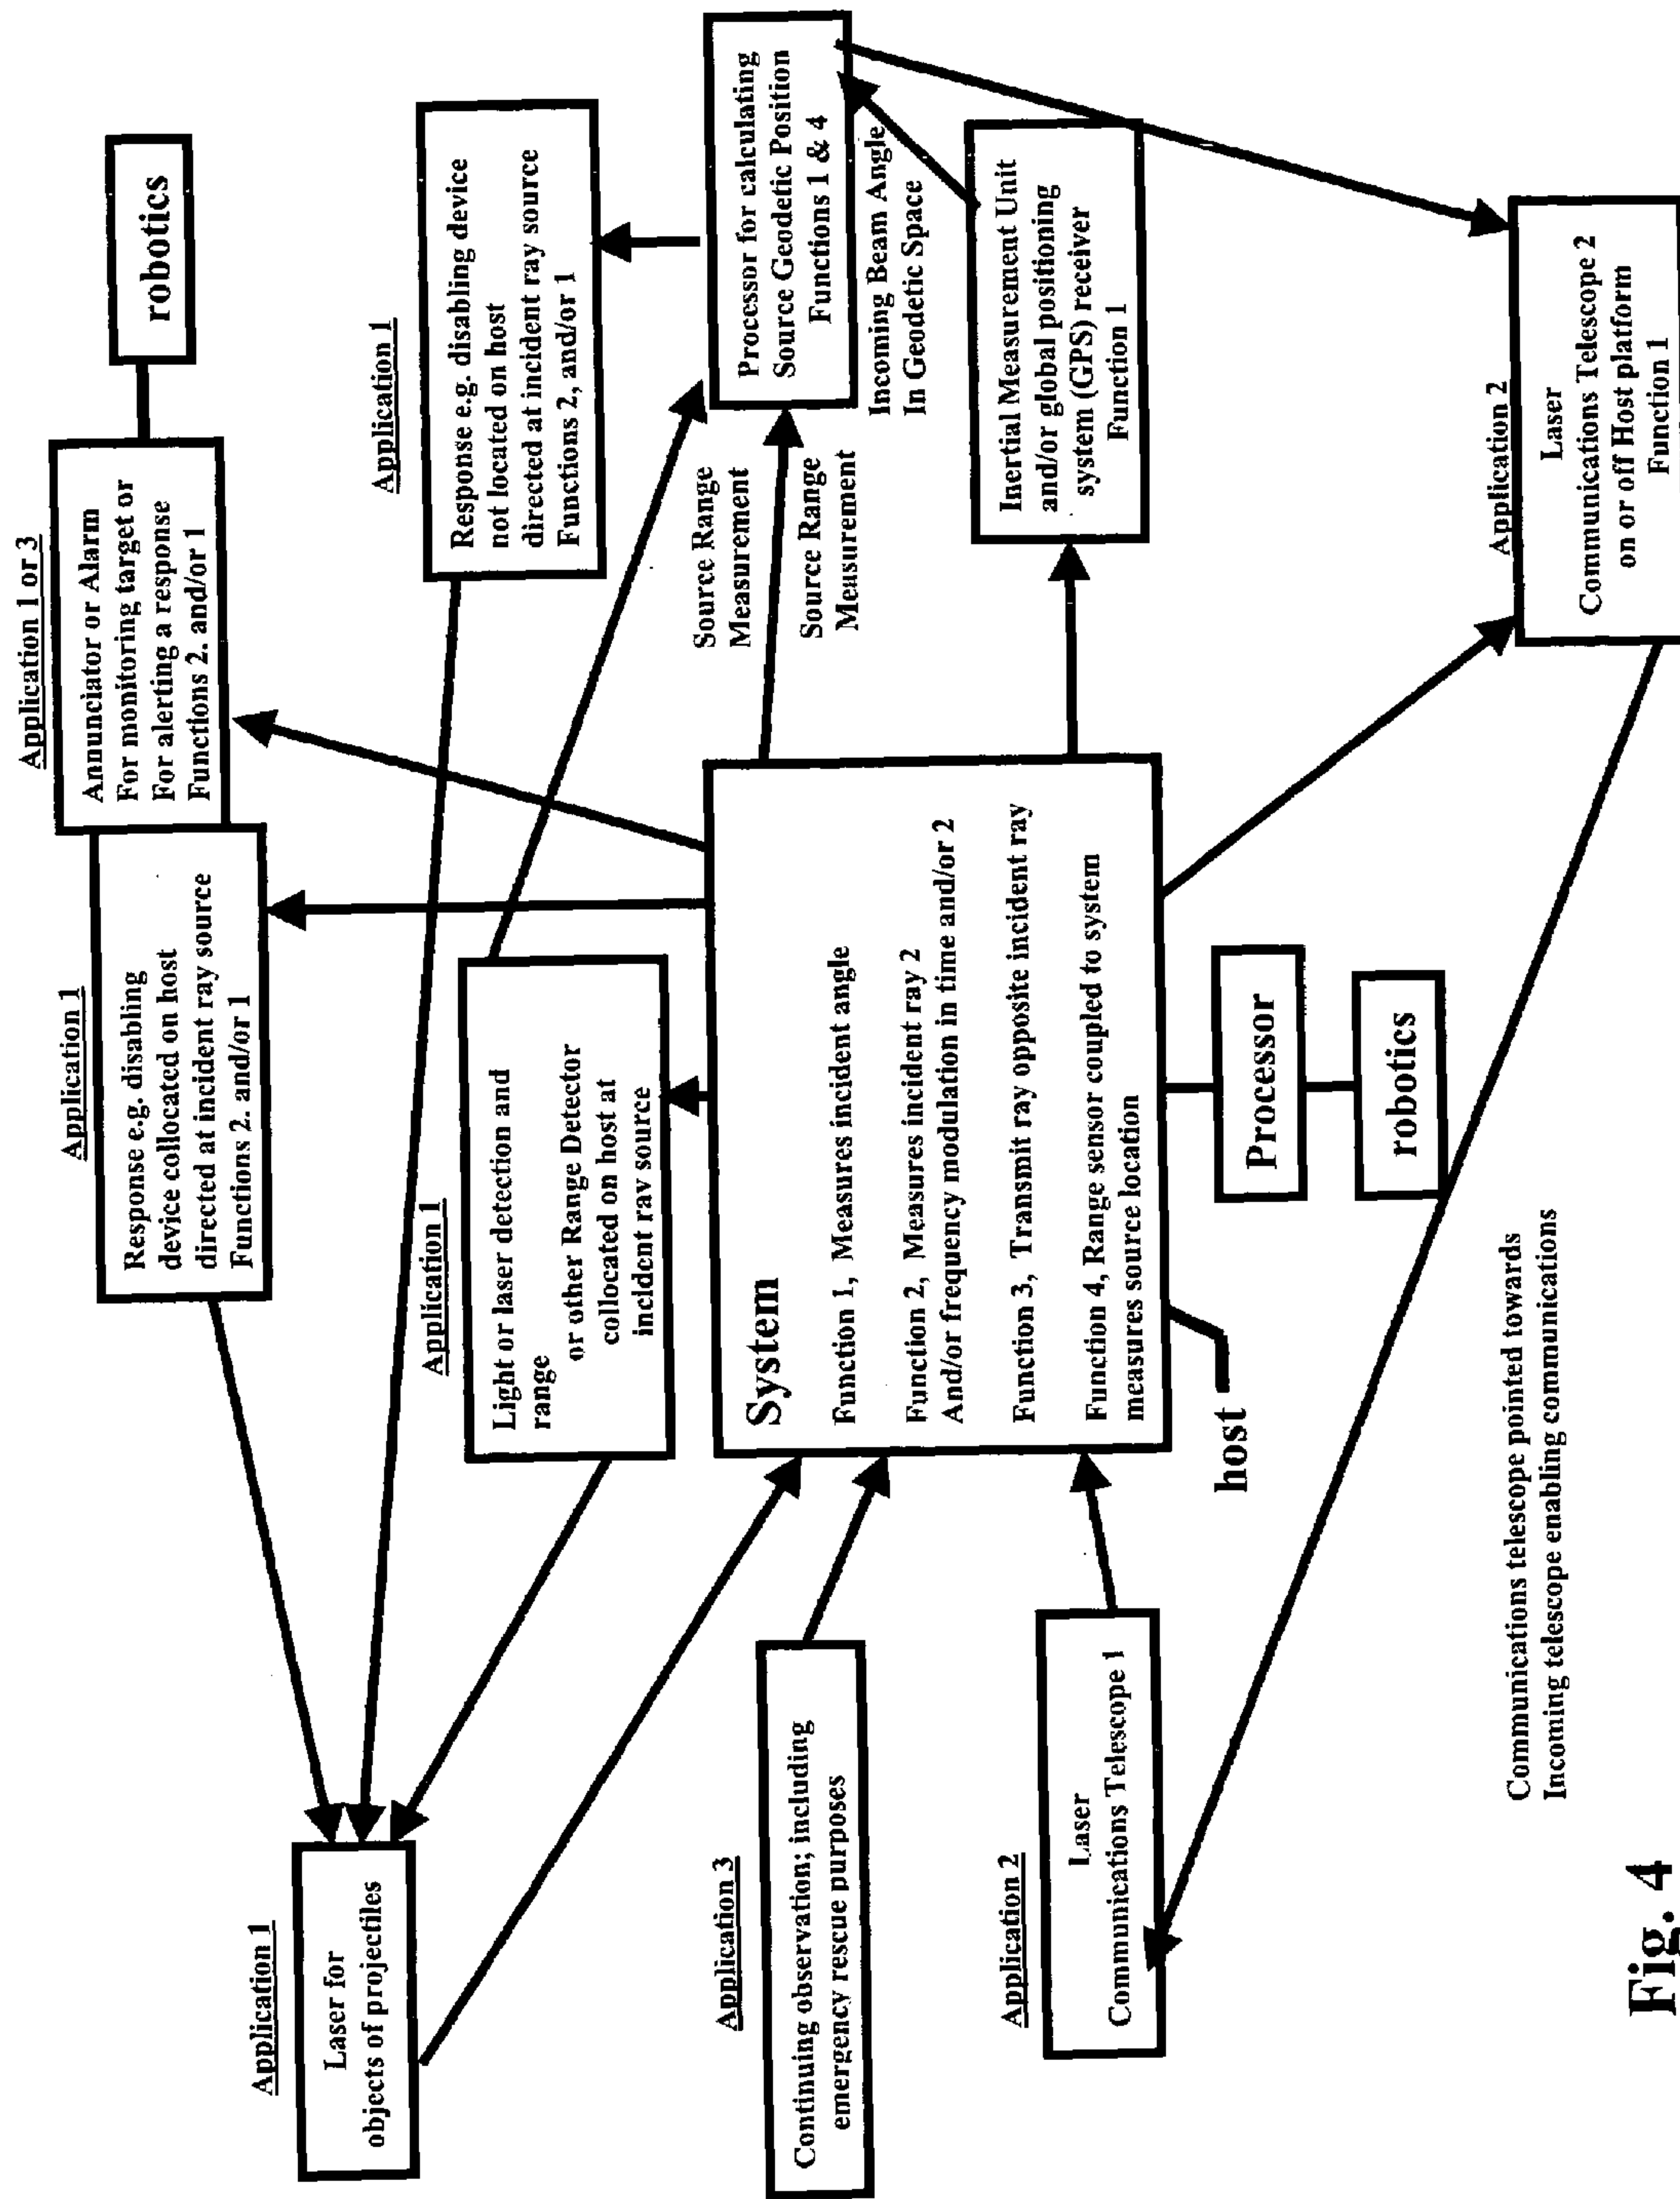 Application 1
Laser for
objects of projectiles
Application 3
Continuing observation; including
emergency rescue purposes
Application 2
Laser
Communications Telescope 1
Application 1
Response e.g. disabling
device collocated on host
directed at incident ray source
Functions 2. and/or 1
Application 1 or 3
Annunciator or Alarm
For monitoring target or
For alerting a response
Functions 2. and/or 1
robotics
Application 1
Light or laser detection and
range
or other Range Detector
collocated on host at
incident ray source
Application 1
Response e.g. disabling device
not located on host
directed at incident ray source
Functions 2, and/or 1
System
Function 1, Measures incident angle
Function 2, Measures incident ray 2
And/or frequency modulation in time and/or 2
Function 3, Transmit ray opposite incident ray
Function 4, Range sensor coupled to system
measures source location
host
Processor
robotics
Source Range
Measurement
Source Range
Measurement
Processor for calculating
Source Geodetic Position
Functions 1 & 4
Incoming Beam Angle
In Geodetic Space
Inertial Measurement Unit
and/or global positioning
system (GPS) receiver
Function 1
Application 2
Laser
Communications Telescope 2
on or off Host platform
Function 1
Communications telescope pointed towards
Incoming telescope enabling communications
Fig. 4